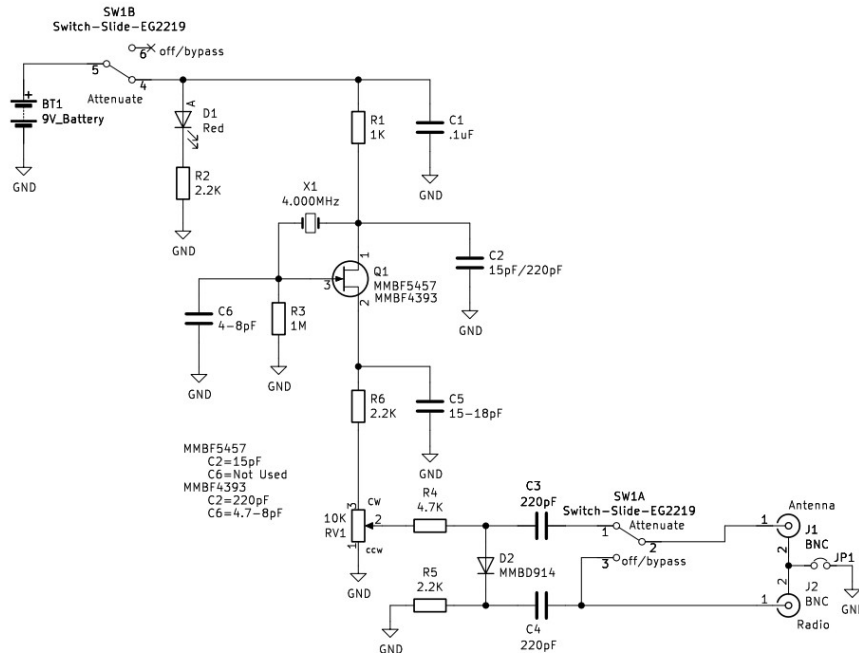 SW1B
Switch-Slide-EG2219
6
off/bypass
5
4
Attenuate
+
BT1
9V_Battery
GND
A
D1
Red
R2
2.2K
GND
R1
1K
C1
.1uF
GND
X1
4.000MHz
1
Q1
MMBF5457
MMBF4393
3
2
C2
15pF/220pF
GND
C6
4-8pF
GND
R3
1M
GND
R6
2.2K
C5
15-18pF
GND
MMBF5457
C2=15pF
C6=Not Used
MMBF4393
C2=220pF
C6=4.7-8pF
10K
RV1
3
CW
2
1
ccw
GND
R4
4.7K
C3
220pF
SW1A
Switch-Slide-EG2219
1
Attenuate
2
3
off/bypass
D2
MMBD914
R5
2.2K
GND
C4
220pF
Antenna
1
J1
BNC
2
JP1
GND
2
J2
BNC
1
Radio